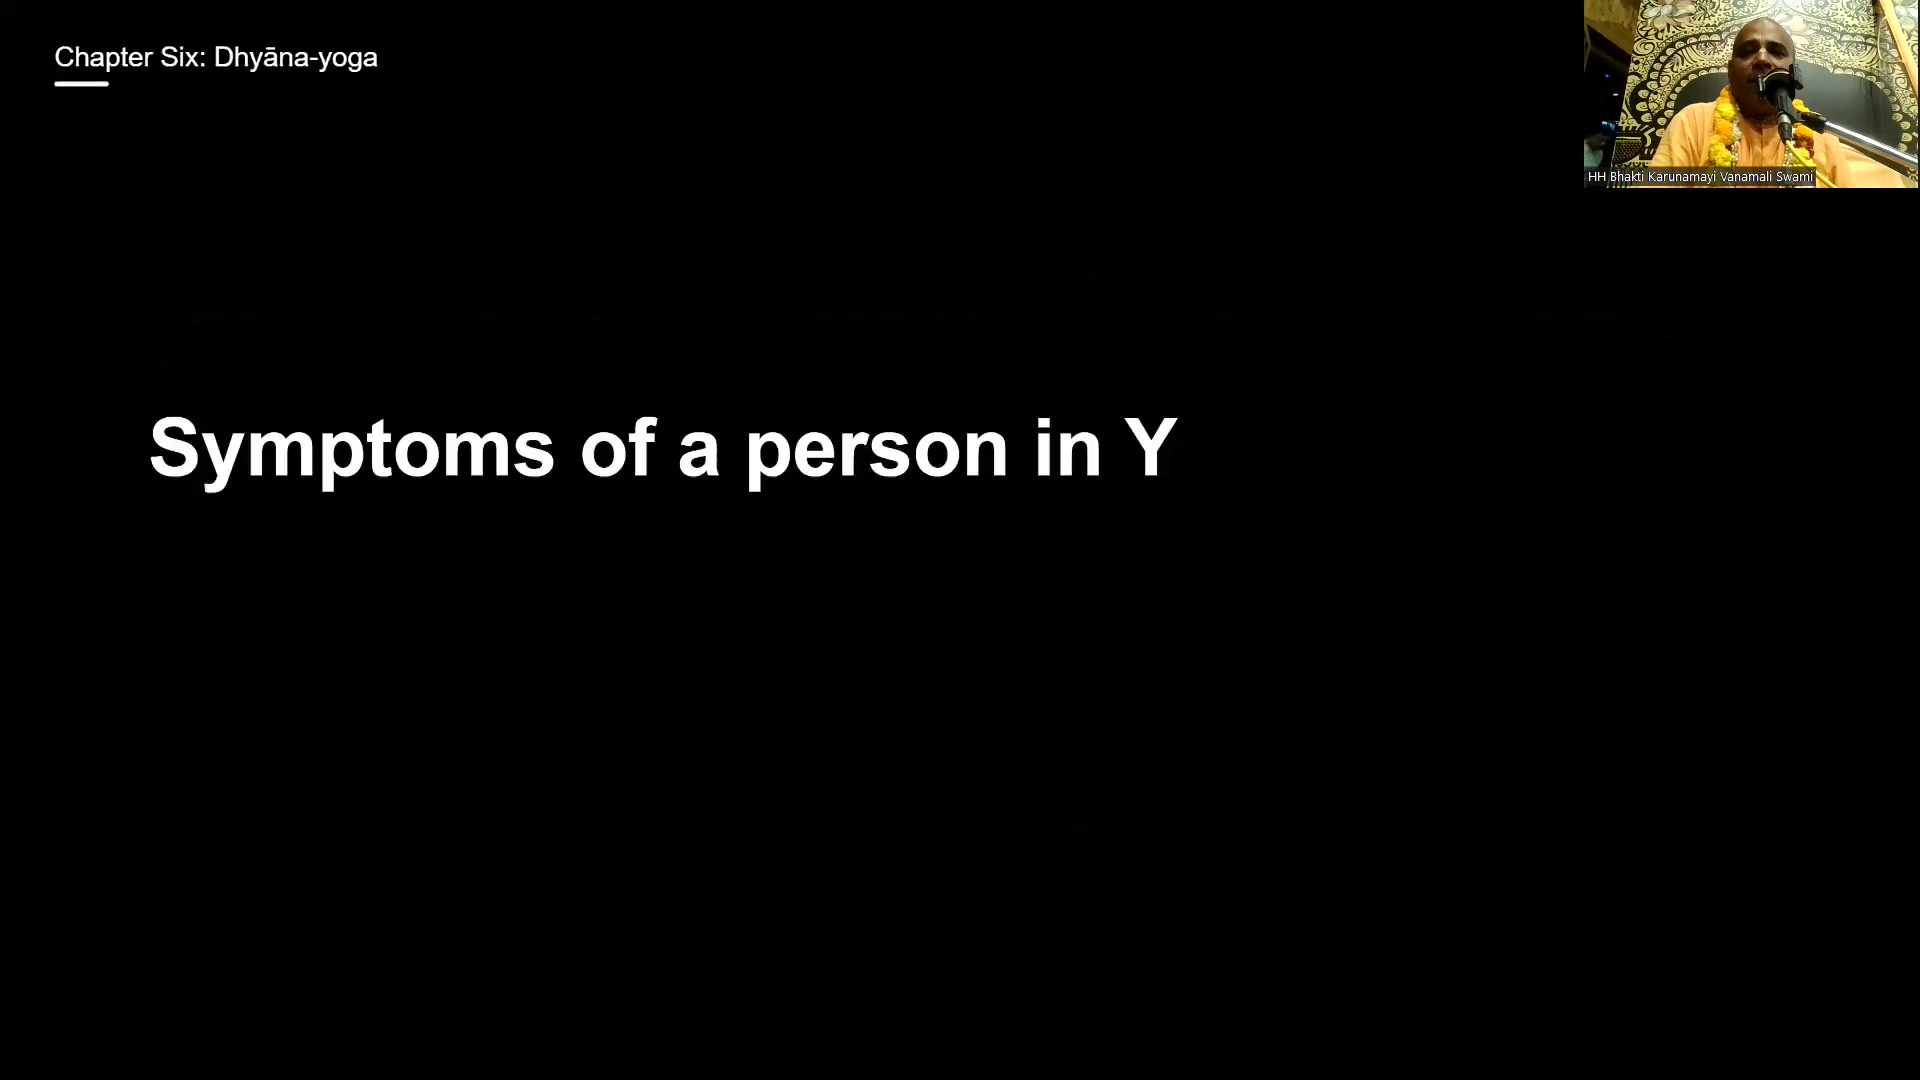 Chapter Six: Dhyāna-yoga
HH Bhakti Karunamayi Vanamali Swami
Symptoms of a person in Y